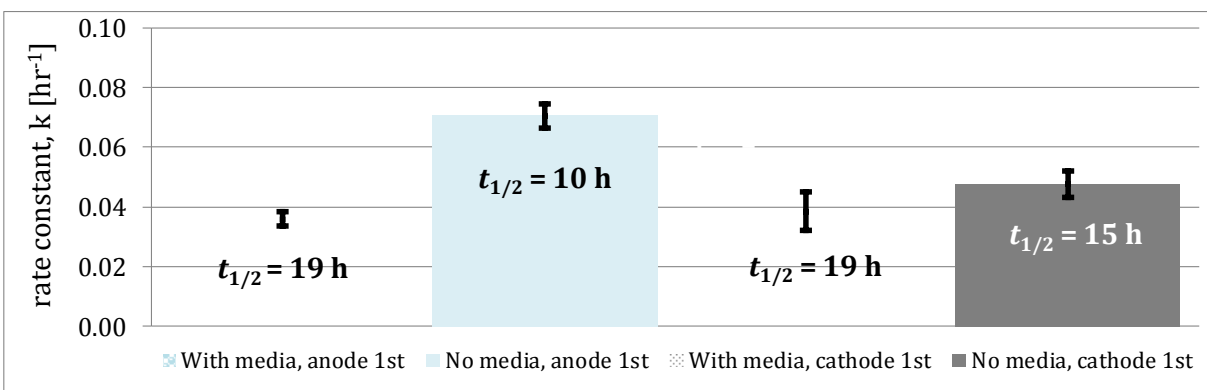 rate constant, k [hr⁻¹]
0.10
0.08
0.06
0.04
0.02
0.00
t1/2 = 19 h
t1/2 = 10 h
t1/2 = 19 h
t1/2 = 15 h
With media, anode 1st
No media, anode 1st
With media, cathode 1st
No media, cathode 1st